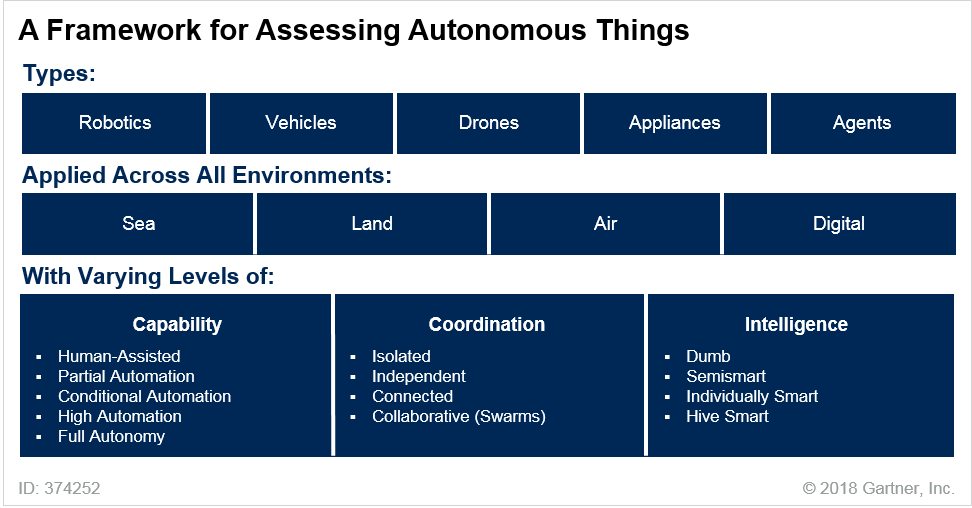 A Framework for Assessing Autonomous Things
Types:
Robotics
Vehicles
Drones
Appliances
Agents
Applied Across All Environments:
Sea
Land
Air
Digital
With Varying Levels of:
Capability
▪ Human-Assisted
▪ Partial Automation
▪ Conditional Automation
▪ High Automation
▪ Full Autonomy
Coordination
▪ Isolated
▪ Independent
▪ Connected
▪ Collaborative (Swarms)
Intelligence
▪ Dumb
▪ Semismart
▪ Individually Smart
▪ Hive Smart
ID: 374252
© 2018 Gartner, Inc.